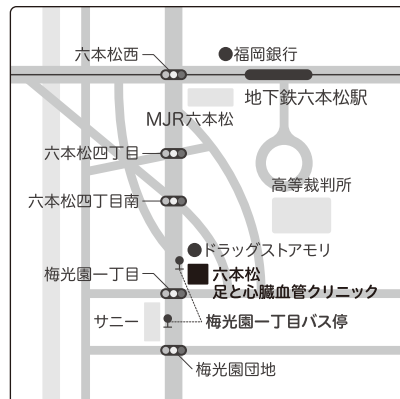 六本松西
福岡銀行
地下鉄六本松駅
MJR六本松
六本松四丁目
高等裁判所
六本松四丁目南
ドラッグストアモリ
梅光園一丁目
六本松
足と心臓血管クリニック
サニー
梅光園一丁目バス停
梅光園団地